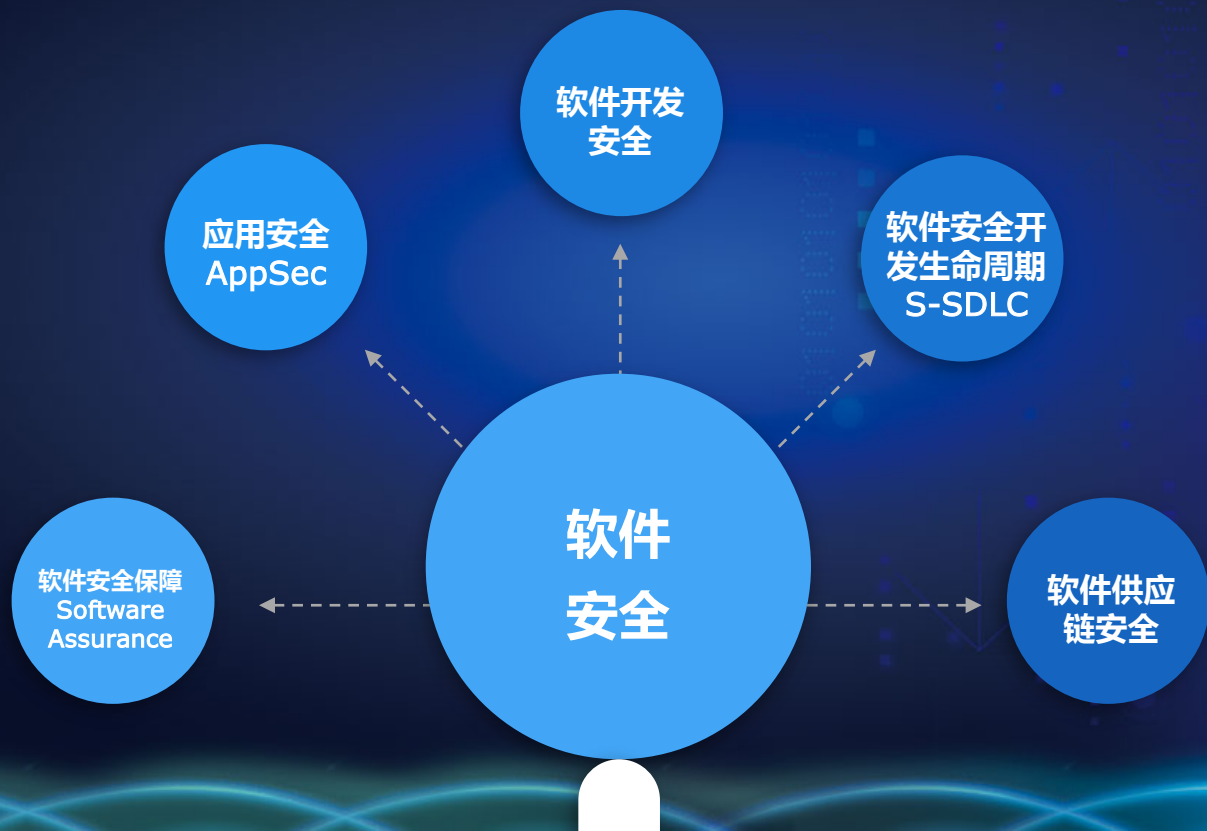 软件开发
安全
应用安全
AppSec
软件安全开
发生命周期
S-SDLC
软件
安全
软件安全保障
Software
Assurance
软件供应
链安全